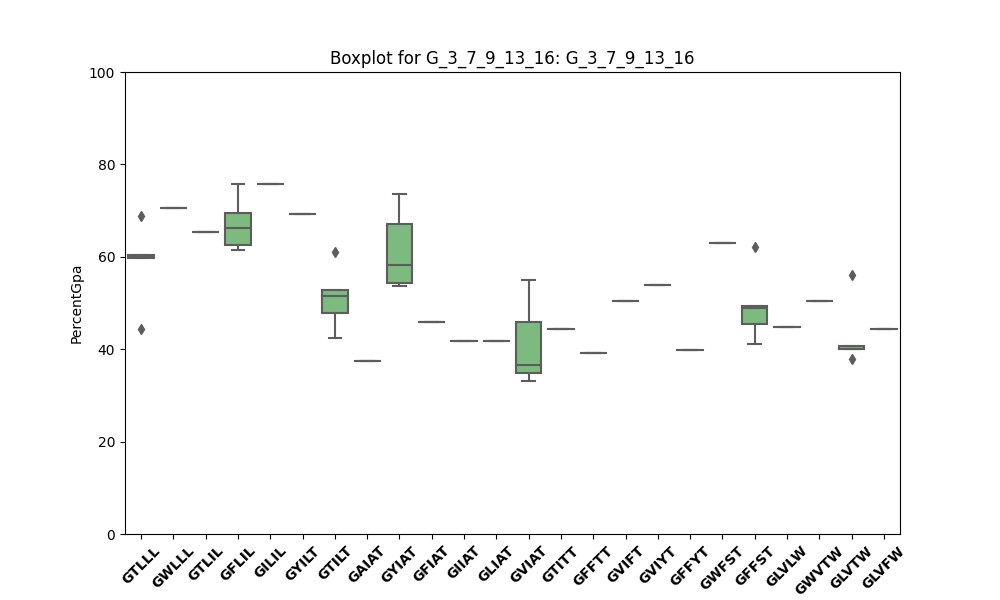 Boxplot for G_3_7_9_13_16: G_3_7_9_13_16
100
80
60
40
20
0
PercentGpa
GTLLL GWLLL GTLIL GFLIL GILIL GYILT GTILT GAIAT GYIAT GFIAT GIIAT GLIAT GVIAT GTITT GFFTT GVIFT GVIYT GFFYT GWFST GFFST GLVLW GWVTW GLVTW GLVFW